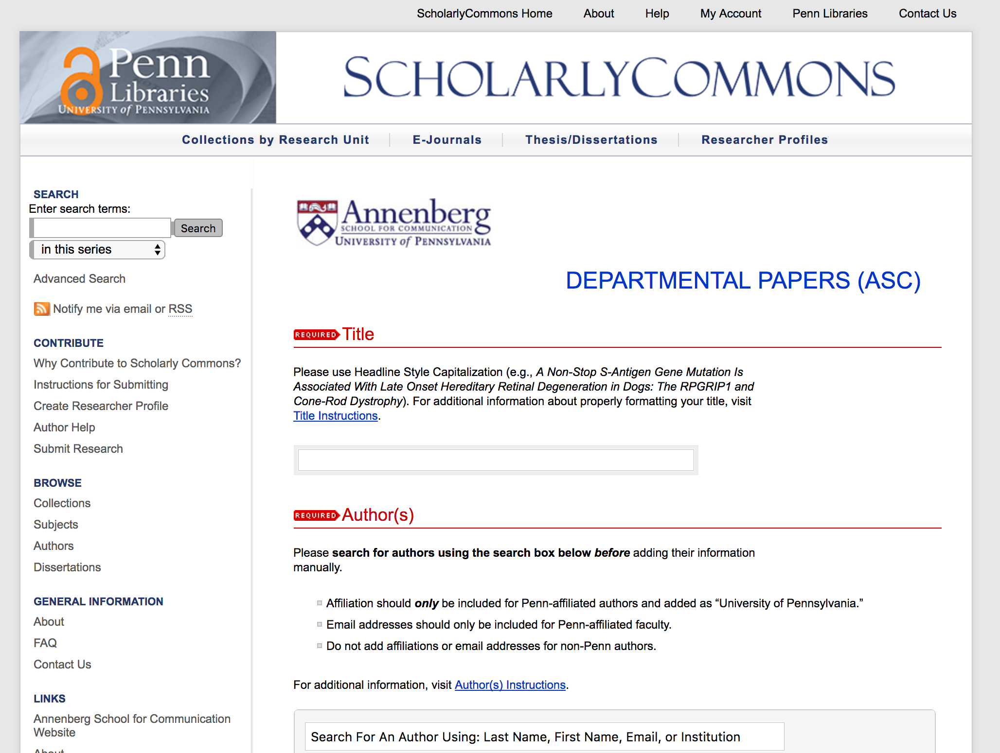 ScholarlyCommons Home About Help My Account Penn Libraries Contact Us
Penn
Libraries
UNIVERSITY of PENNSYLVANIA
SCHOLARLYCOMMONS
Collections by Research Unit E-Journals Thesis/Dissertations Researcher Profiles
SEARCH
Enter search terms:
Search
in this series
Advanced Search
Notify me via email or RSS
CONTRIBUTE
Why Contribute to Scholarly Commons?
Instructions for Submitting
Create Researcher Profile
Author Help
Submit Research
BROWSE
Collections
Subjects
Authors
Dissertations
GENERAL INFORMATION
About
FAQ
Contact Us
LINKS
Annenberg School for Communication
Website
About
Annenberg
SCHOOL FOR COMMUNICATION
UNIVERSITY of PENNSYLVANIA
DEPARTMENTAL PAPERS (ASC)
REQUIRED Title
Please use Headline Style Capitalization (e.g., A Non-Stop S-Antigen Gene Mutation Is
Associated With Late Onset Hereditary Retinal Degeneration in Dogs: The RPGRIP1 and
Cone-Rod Dystrophy). For additional information about properly formatting your title, visit
Title Instructions.
REQUIRED Author(s)
Please search for authors using the search box below before adding their information
manually.
Affiliation should only be included for Penn-affiliated authors and added as “University of Pennsylvania.”
Email addresses should only be included for Penn-affiliated faculty.
Do not add affiliations or email addresses for non-Penn authors.
For additional information, visit Author(s) Instructions.
Search For An Author Using: Last Name, First Name, Email, or Institution